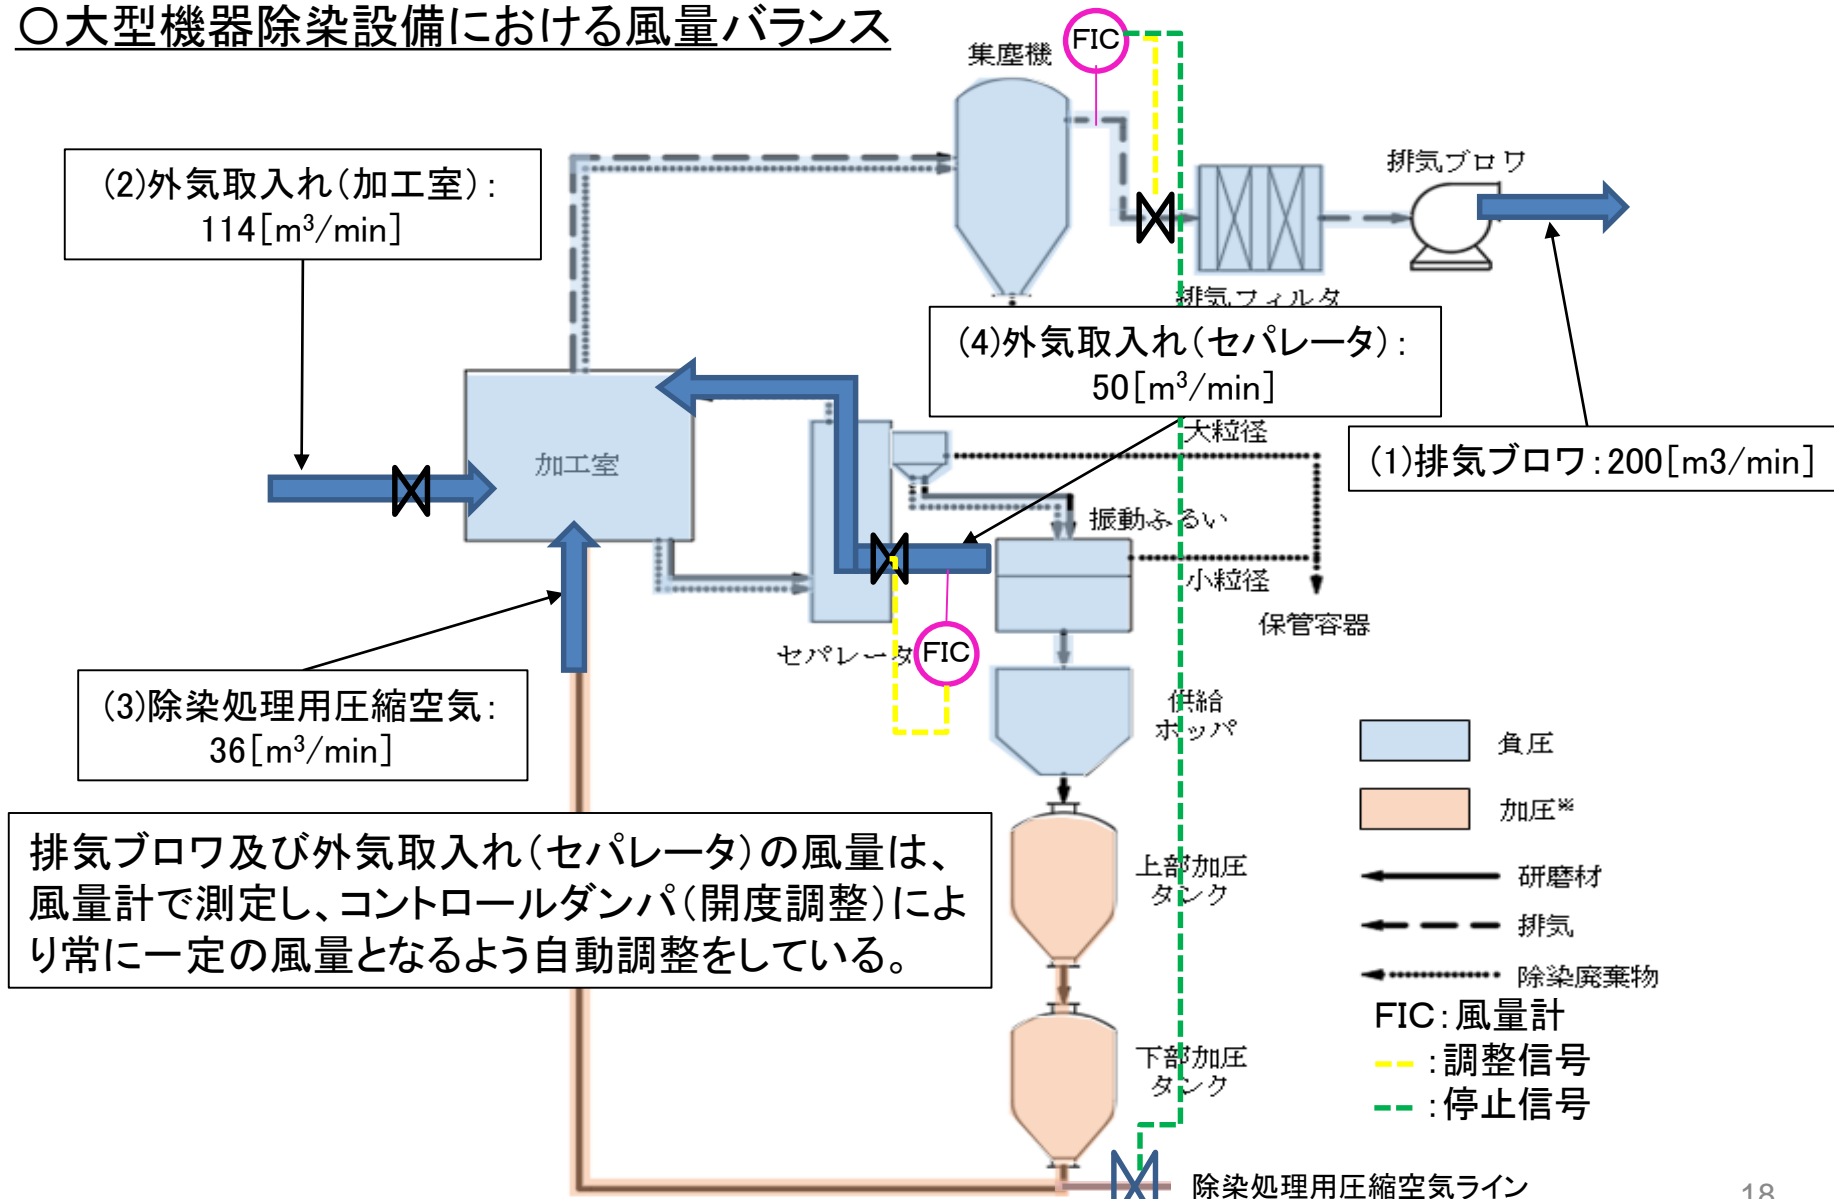 〇大型機器除染設備における風量バランス
集塵機
FIC
排気ブロワ
(2)外気取入れ(加工室):
114[m³/min]
排気フィルタ
(4)外気取入れ(セパレータ):
50[m³/min]
大粒径
(1)排気ブロワ:200[m3/min]
加工室
振動ふるい
小粒径
保管容器
セパレータ
FIC
(3)除染処理用圧縮空気:
36[m³/min]
供給
ホッパ
負圧
加圧※
排気ブロワ及び外気取入れ(セパレータ)の風量は、
風量計で測定し、コントロールダンパ(開度調整)によ
り常に一定の風量となるよう自動調整をしている。
上部加圧
タンク
研磨材
排気
除染廃棄物
FIC:風量計
:調整信号
:停止信号
下部加圧
タンク
除染処理用圧縮空気ライン
18